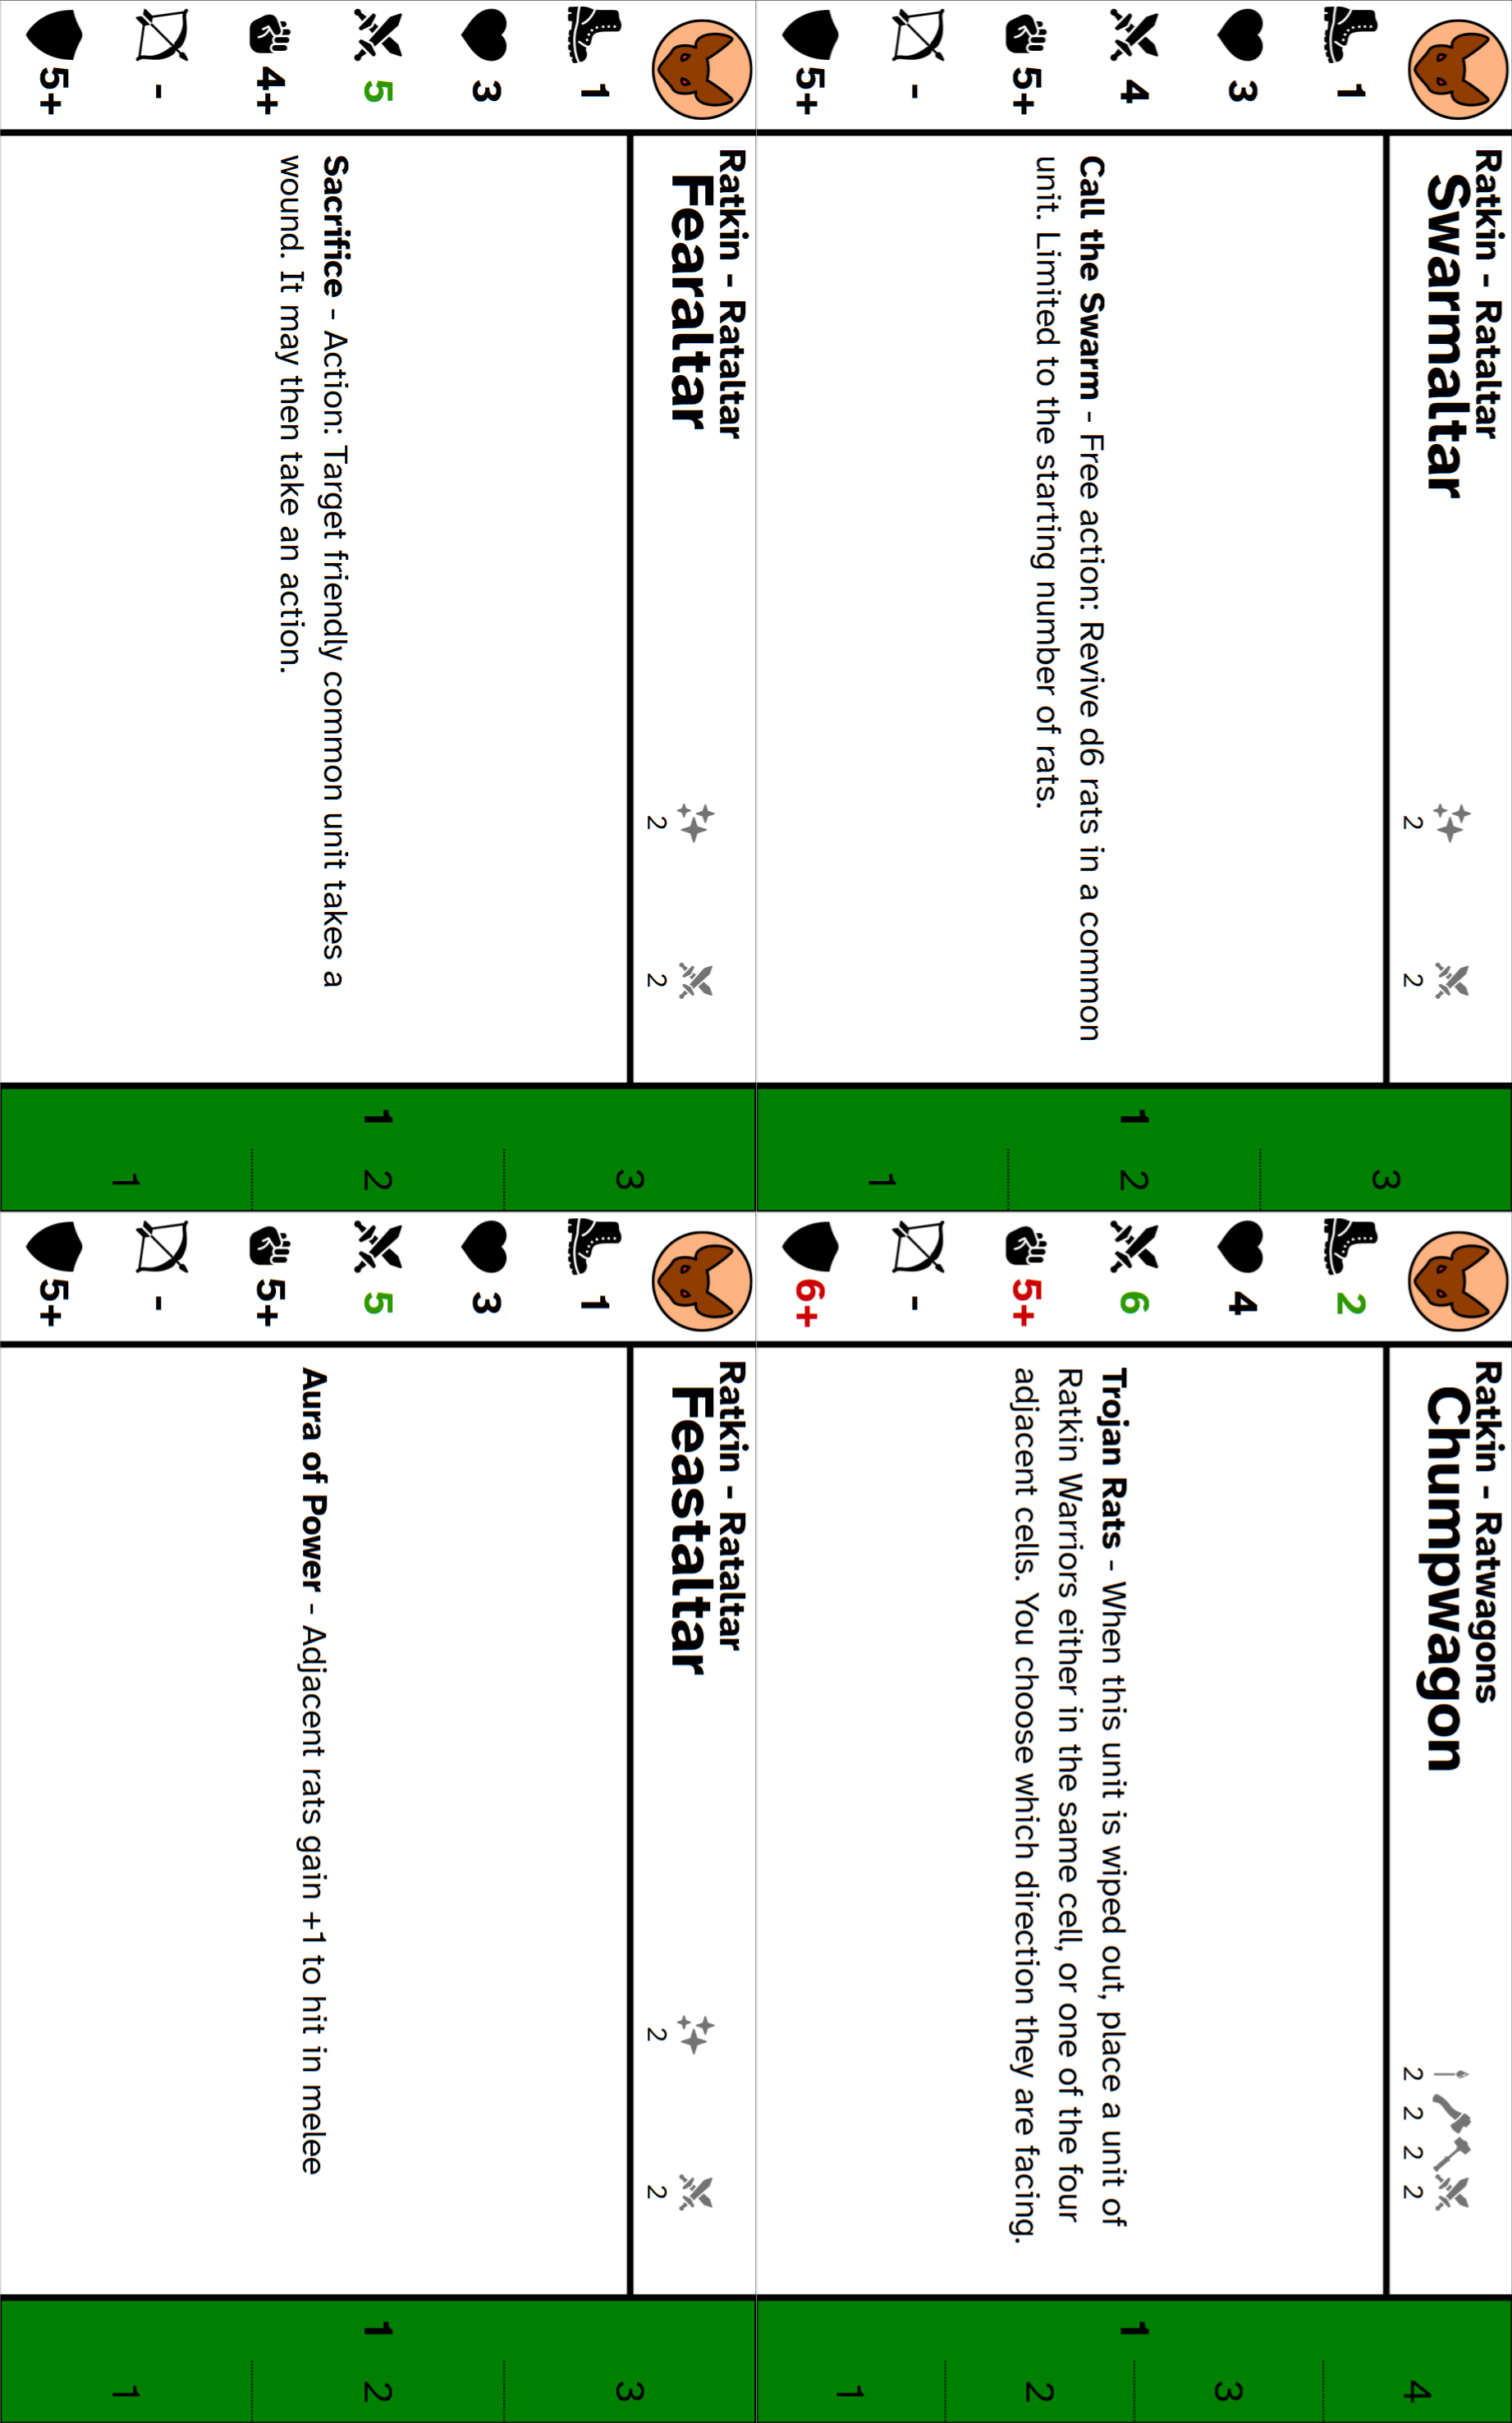 Ratkin - Rataltar
Swarmaltar
2 2
1
3
4
5+
-
5+
Call the Swarm - Free action: Revive d6 rats in a common
unit. Limited to the starting number of rats.
1
3
2
1
Ratkin - Ratwagons
Chumpwagon
2 2 2 2
2
4
6
5+
-
6+
Trojan Rats - When this unit is wiped out, place a unit of
Ratkin Warriors either in the same cell, or one of the four
adjacent cells. You choose which direction they are facing.
1
4
3
2
1
Ratkin - Rataltar
Fearaltar
2 2
1
3
5
4+
-
5+
Sacrifice - Action: Target friendly common unit takes a
wound. It may then take an action.
1
3
2
1
Ratkin - Rataltar
Feastaltar
2 2
1
3
5
5+
-
5+
Aura of Power - Adjacent rats gain +1 to hit in melee
1
3
2
1